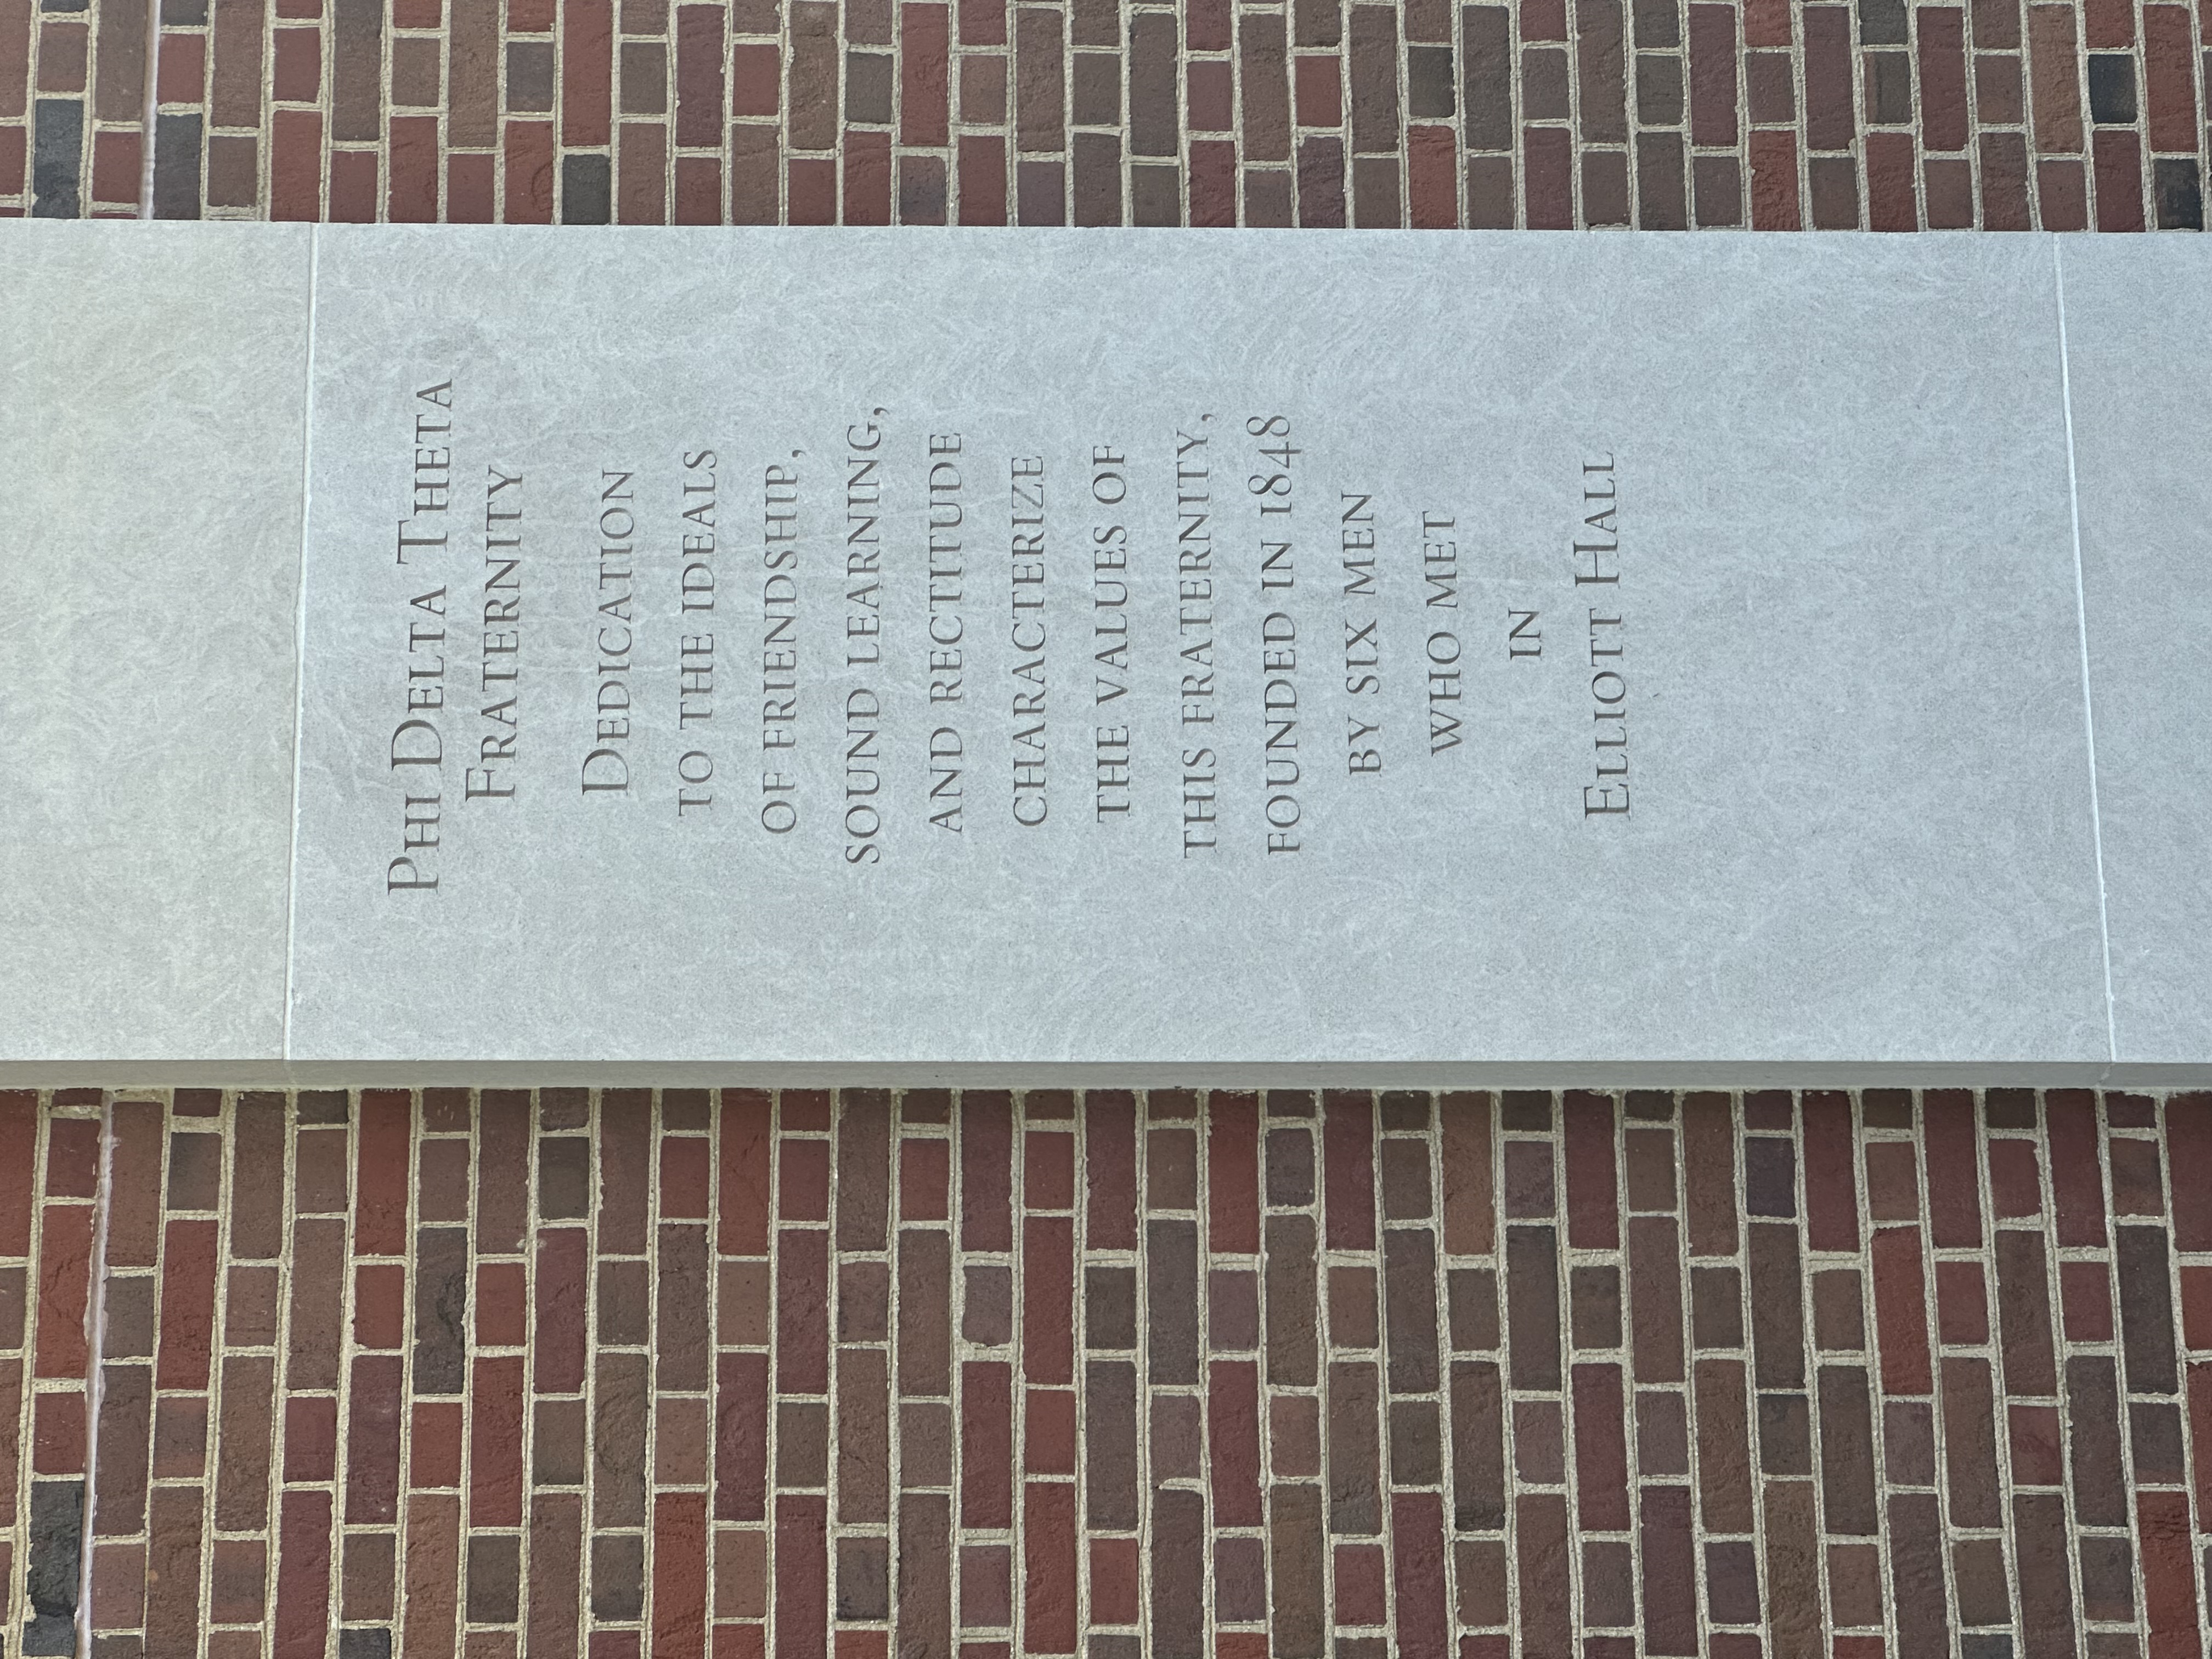 PHI DELTA THETA
FRATERNITY
DEDICATION
TO THE IDEALS
OF FRIENDSHIP,
SOUND LEARNING,
AND RECTITUDE
CHARACTERIZE
THE VALUES OF
THIS FRATERNITY,
FOUNDED IN 1848
BY SIX MEN
WHO MET
IN
ELLIOTT HALL